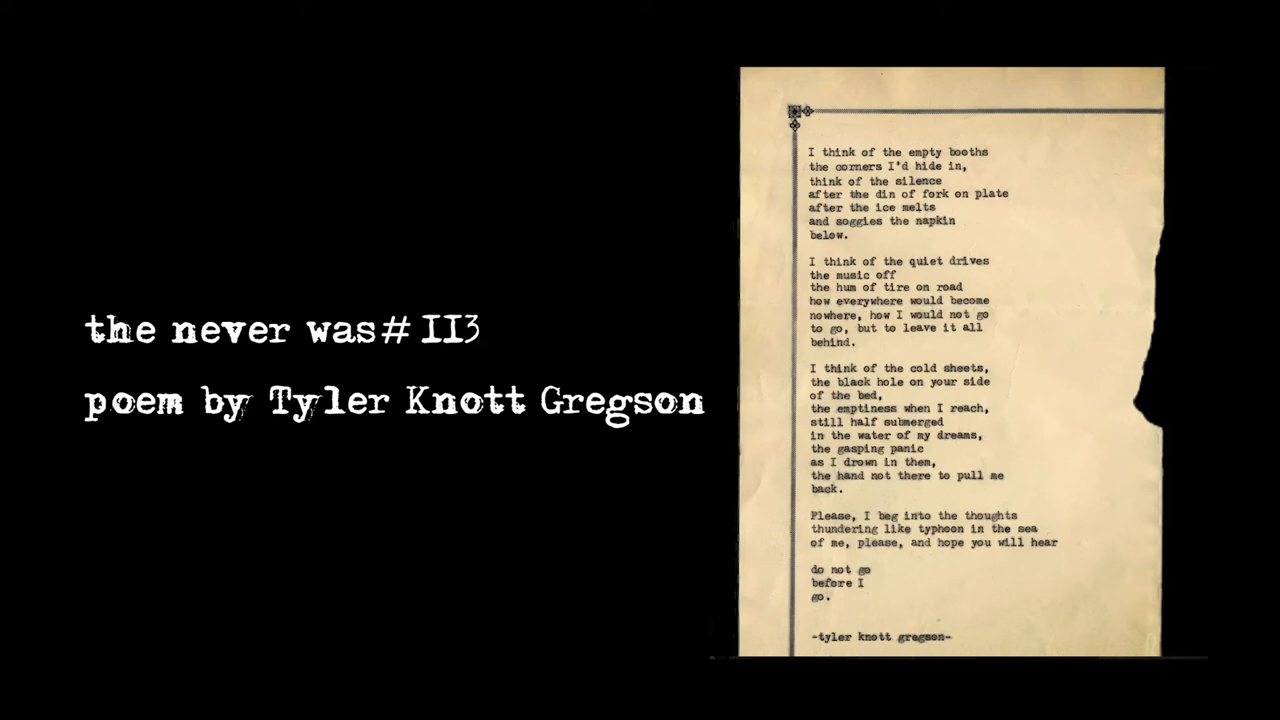 the never was# 113
poem by Tyler Knott Gregson
I think of the empty booths
the corners I'd hide in,
think of the silence
after the din of fork on plate
after the ice melts
and soggies the napkin
below.
I think of the quiet drives
the music off
the hum of tire on road
how everywhere would become
nowhere, how I would not go
to go, but to leave it all
behind.
I think of the cold sheets,
the black hole on your side
of the bed,
the emptiness when I reach,
still half submerged
in the water of my dreams,
the gasping panic
as I drown in them,
the hand not there to pull me
back.
Please, I beg into the thoughts
thundering like typhoon in the sea
of me, please, and hope you will hear
do not go
before I
go.
-tyler knott gregson-